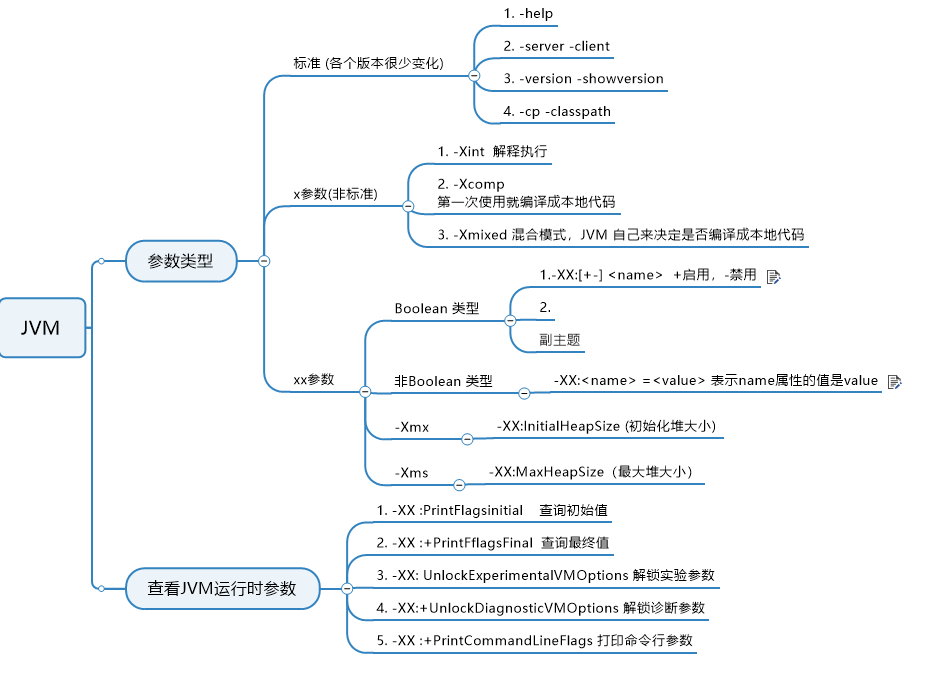 JVM
参数类型
标准 (各个版本很少变化)
1. -help
2. -server -client
3. -version -showversion
4. -cp -classpath
x参数(非标准)
1. -Xint 解释执行
2. -Xcomp
第一次使用就编译成本地代码
3. -Xmixed 混合模式，JVM 自己来决定是否编译成本地代码
xx参数
Boolean 类型
1.-XX:[+-] <name> +启用，-禁用
2.
副主题
非Boolean 类型
-XX:<name> =<value> 表示name属性的值是value
-Xmx
-XX:InitialHeapSize (初始化堆大小)
-Xms
-XX:MaxHeapSize（最大堆大小）
查看JVM运行时参数
1. -XX :PrintFlagsinitial 查询初始值
2. -XX :+PrintFflagsFinal 查询最终值
3. -XX: UnlockExperimentalVMOptions 解锁实验参数
4. -XX:+UnlockDiagnosticVMOptions 解锁诊断参数
5. -XX :+PrintCommandLineFlags 打印命令行参数